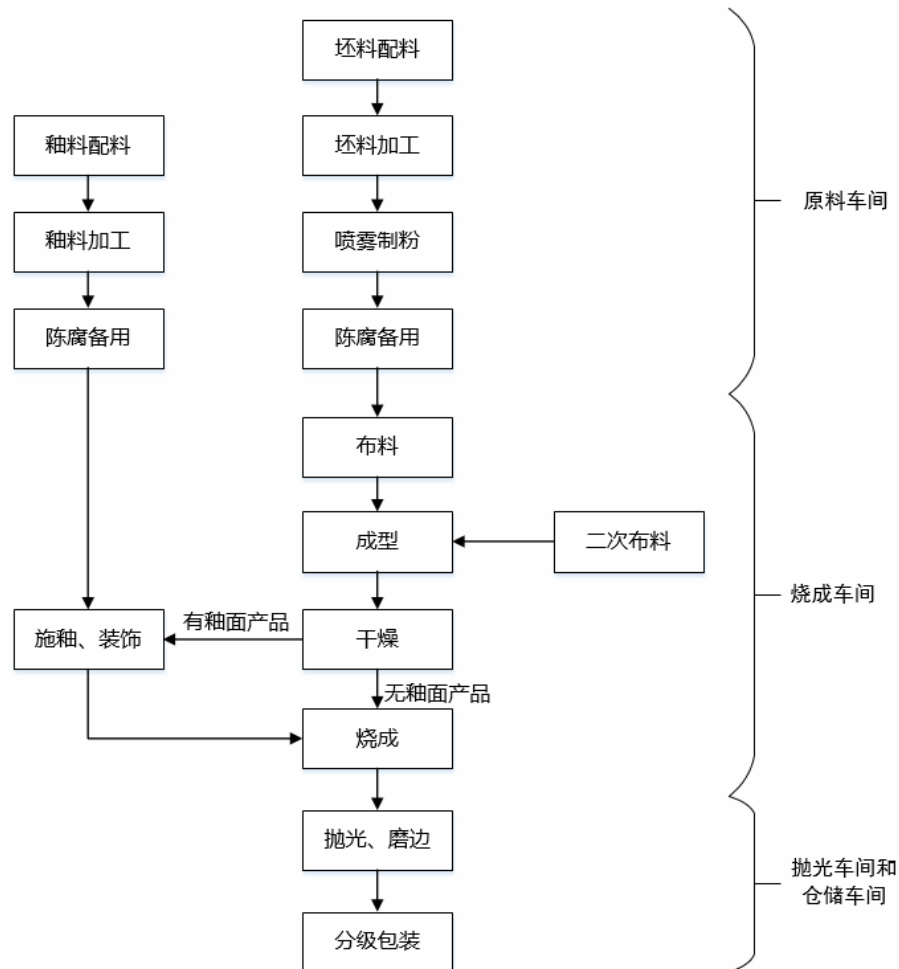 坯料配料
釉料配料
坯料加工
原料车间
釉料加工
喷雾制粉
陈腐备用
陈腐备用
布料
成型
二次布料
烧成车间
施釉、装饰
有釉面产品
干燥
无釉面产品
烧成
抛光、磨边
抛光车间和
仓储车间
分级包装